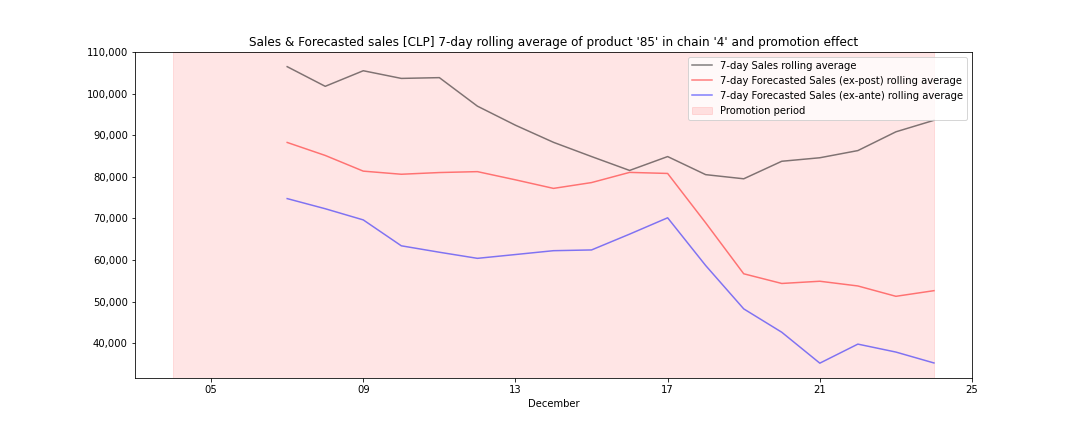 Sales & Forecasted sales [CLP] 7-day rolling average of product '85' in chain '4' and promotion effect
110,000
100,000
90,000
80,000
70,000
60,000
50,000
40,000
7-day Sales rolling average
7-day Forecasted Sales (ex-post) rolling average
7-day Forecasted Sales (ex-ante) rolling average
Promotion period
05 09 13 17 21 25
December